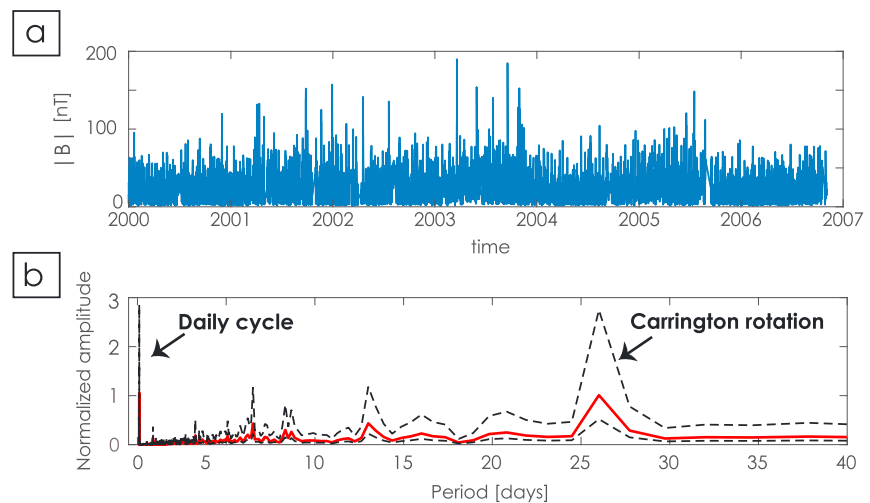 a
200
100
0
|B| [nT]
2000 2001 2002 2003 2004 2005 2006 2007
time
b
3
2
1
0
Normalized amplitude
Daily cycle
Carrington rotation
0 5 10 15 20 25 30 35 40
Period [days]